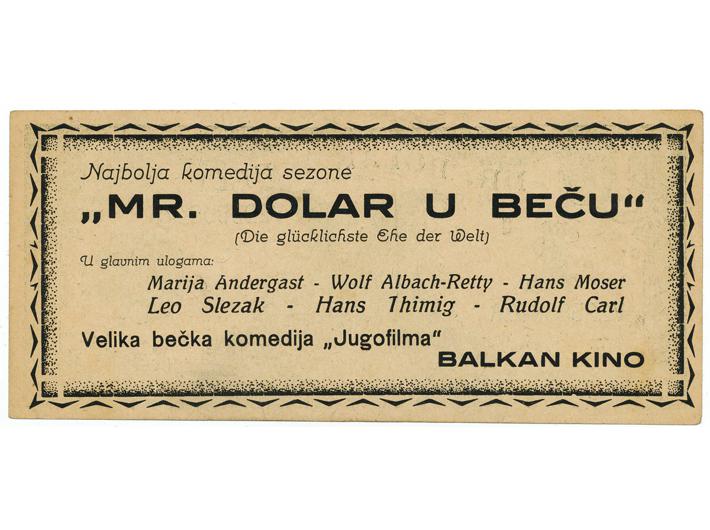 Najbolja komedija sezone
„MR. DOLAR U BEČU“
(Die glücklichste Ehe der Welt)
U glavnim ulogama:
Marija Andergast - Wolf Albach-Retty - Hans Moser
Leo Slezak - Hans Thimig - Rudolf Carl
Velika bečka komedija „Jugofilma“
BALKAN KINO